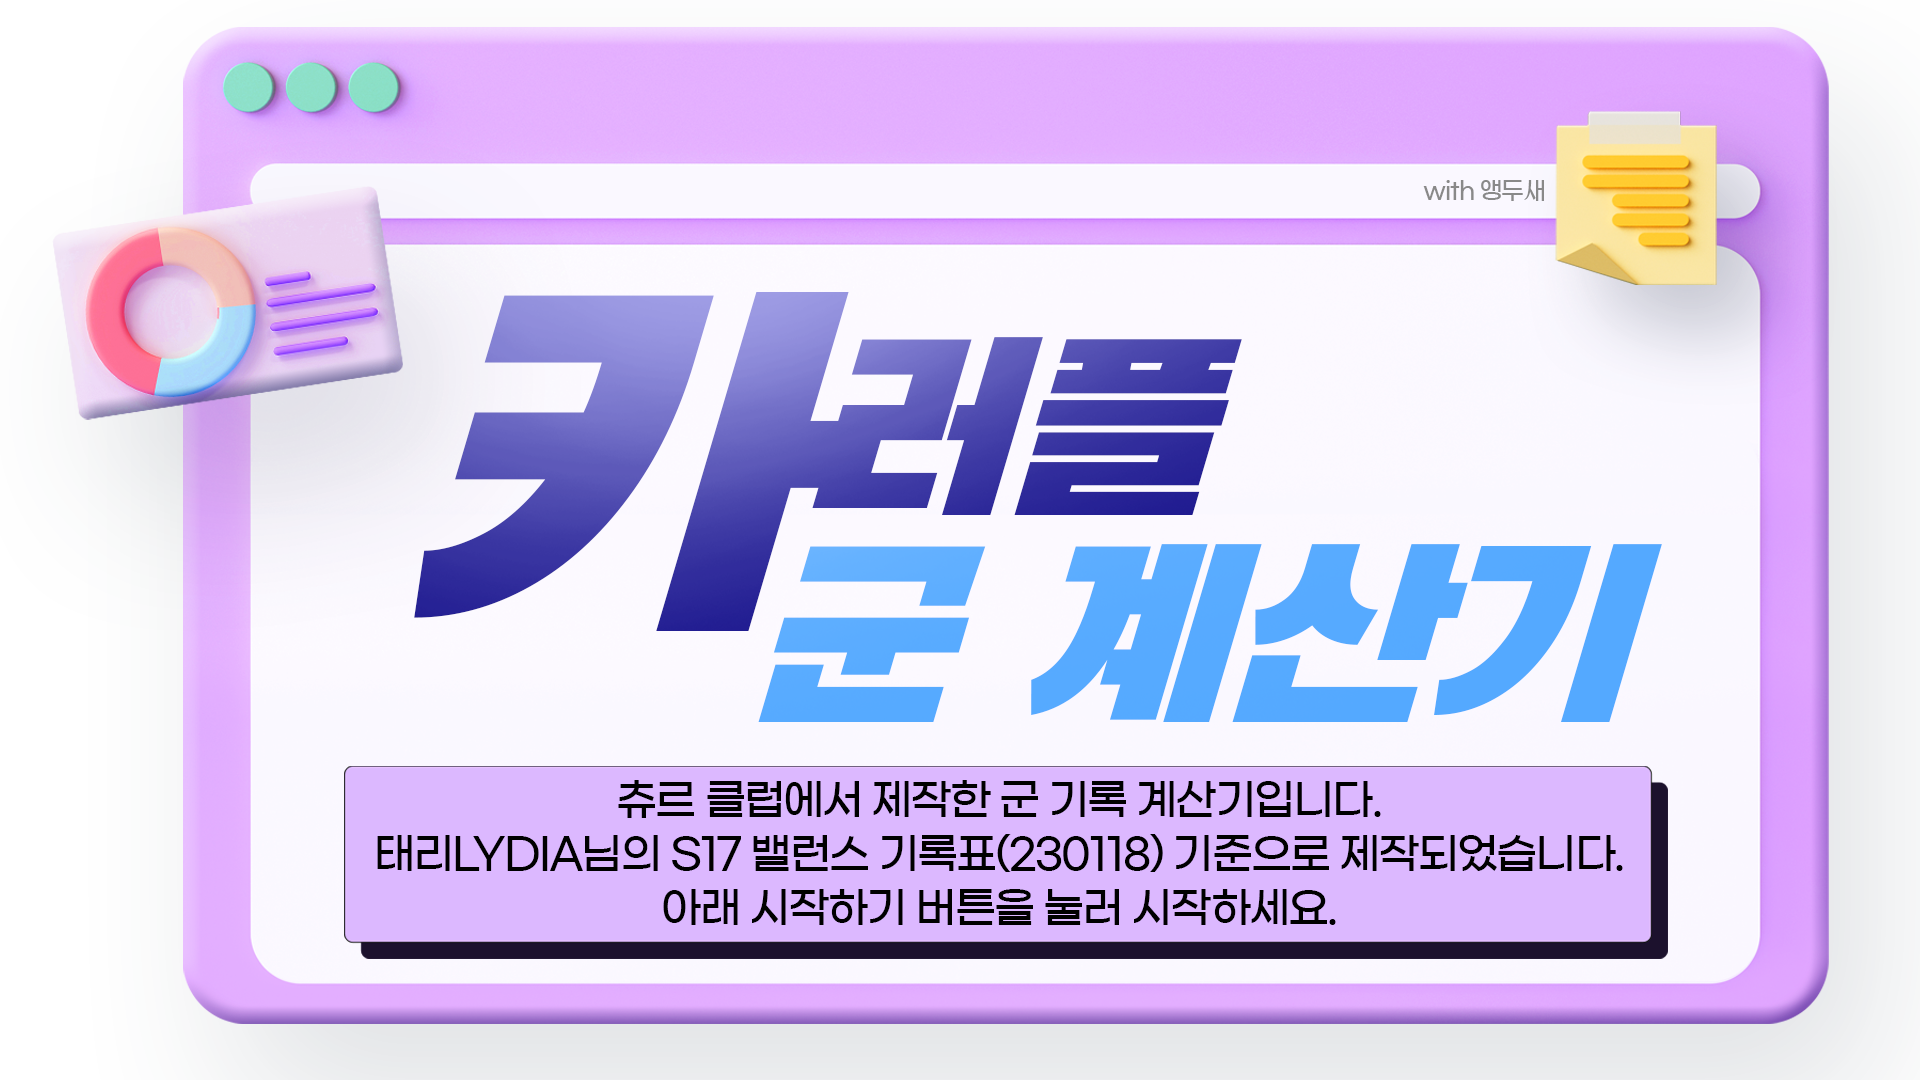 with 앵두새
카러플
군 계산기
츄르 클럽에서 제작한 군 기록 계산기입니다.
태리LYDIA님의 S17 밸런스 기록표(230118) 기준으로 제작되었습니다.
아래 시작하기 버튼을 눌러 시작하세요.